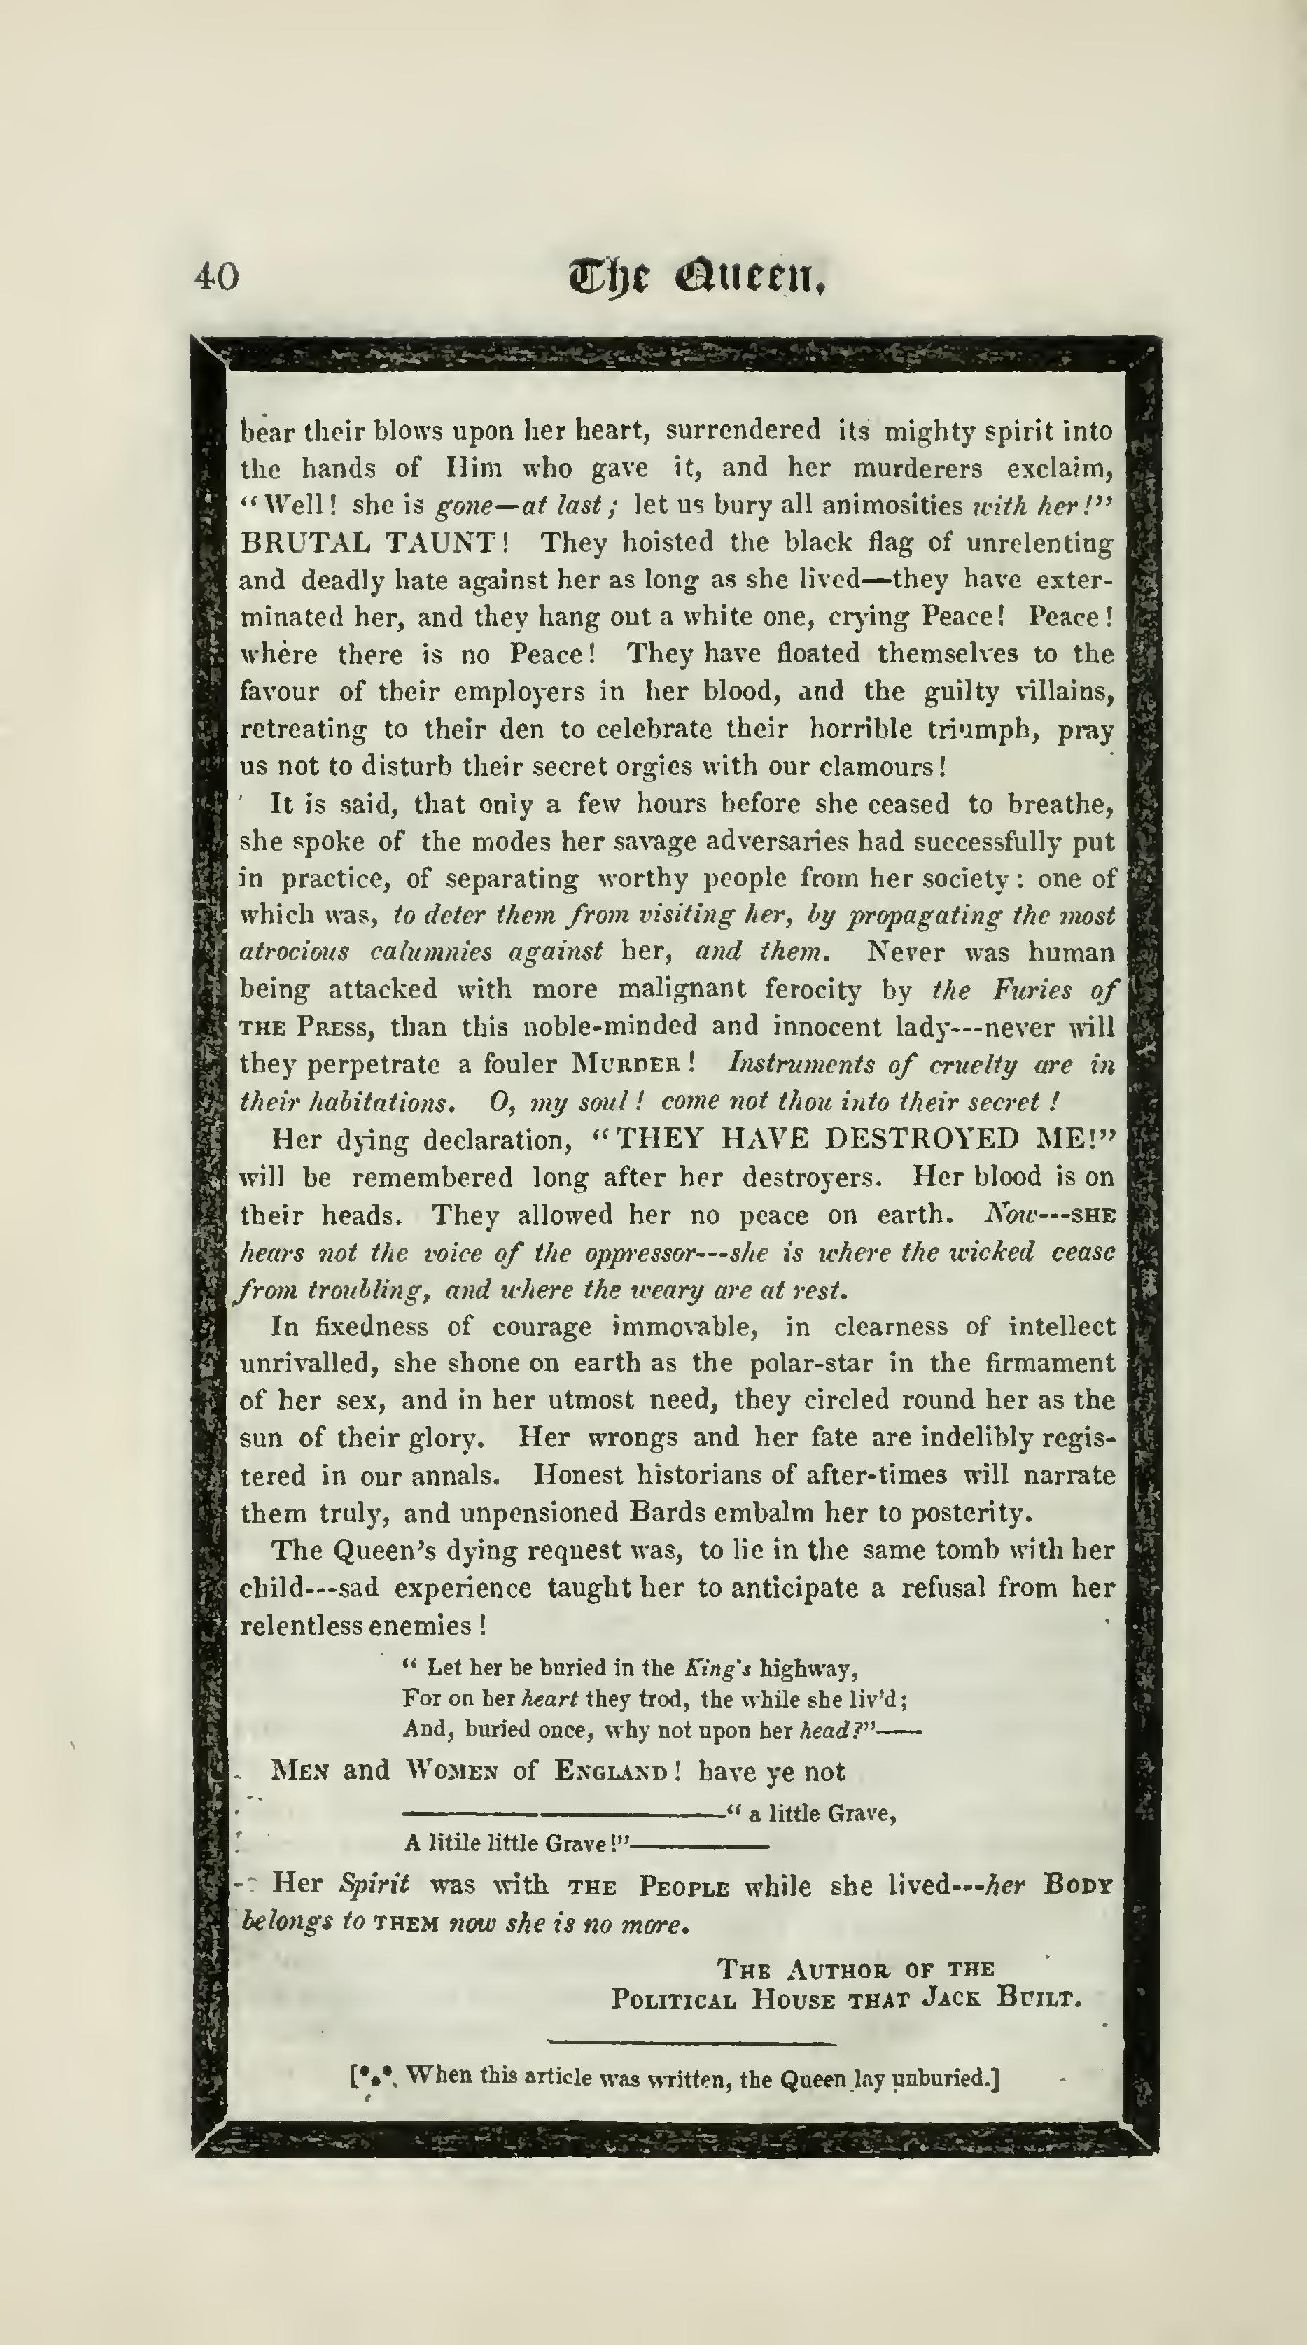 40
The Queen.
bear their blows upon her heart, surrendered its mighty spirit into
the hands of Him who gave it, and her murderers exclaim,
“Well! she is gone—at last; let us bury all animosities with her!”
BRUTAL TAUNT! They hoisted the black flag of unrelenting
and deadly hate against her as long as she lived—they have exter-
minated her, and they hang out a white one, crying Peace! Peace!
where there is no Peace! They have floated themselves to the
favour of their employers in her blood, and the guilty villains,
retreating to their den to celebrate their horrible triumph, pray
us not to disturb their secret orgies with our clamours!
It is said, that only a few hours before she ceased to breathe,
she spoke of the modes her savage adversaries had successfully put
in practice, of separating worthy people from her society: one of
which was, to deter them from visiting her, by propagating the most
atrocious calumnies against her, and them. Never was human
being attacked with more malignant ferocity by the Furies of
THE PRESS, than this noble-minded and innocent lady---never will
they perpetrate a fouler MURDER! Instruments of cruelty are in
their habitations. O, my soul! come not thou into their secret!
Her dying declaration, “THEY HAVE DESTROYED ME!”
will be remembered long after her destroyers. Her blood is on
their heads. They allowed her no peace on earth. Now---SHE
hears not the voice of the oppressor---she is where the wicked cease
from troubling, and where the weary are at rest.
In fixedness of courage immovable, in clearness of intellect
unrivalled, she shone on earth as the polar-star in the firmament
of her sex, and in her utmost need, they circled round her as the
sun of their glory. Her wrongs and her fate are indelibly regis-
tered in our annals. Honest historians of after-times will narrate
them truly, and unpensioned Bards embalm her to posterity.
The Queen's dying request was, to lie in the same tomb with her
child---sad experience taught her to anticipate a refusal from her
relentless enemies!
“Let her be buried in the King's highway,
For on her heart they trod, the while she liv'd;
And, buried once, why not upon her head?”——
MEN and WOMEN of ENGLAND! have ye not
——————“a little Grave,
A litile little Grave!”———
Her Spirit was with THE PEOPLE while she lived---her BODY
belongs to THEM now she is no more.
THE AUTHOR OF THE
POLITICAL HOUSE THAT JACK BUILT.
[*⁎* When this article was written, the Queen lay unburied.]